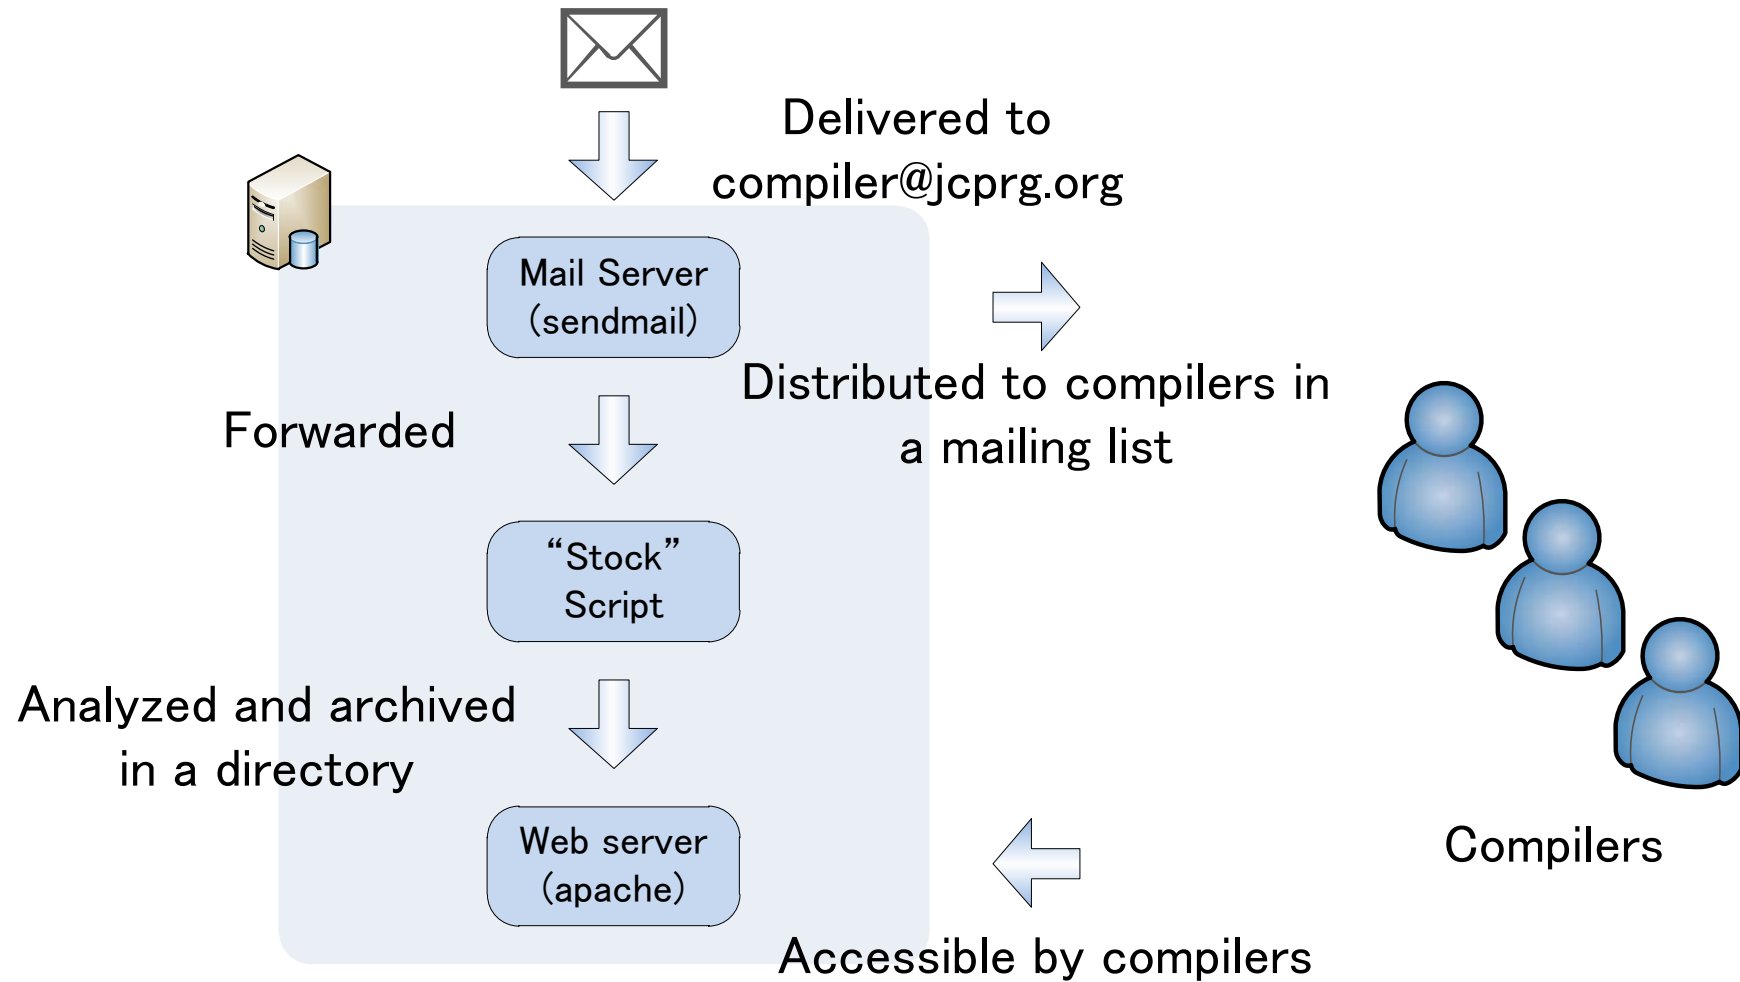 Delivered to
compiler@jcprg.org
Mail Server
(sendmail)
Distributed to compilers in
a mailing list
Forwarded
“Stock”
Script
Analyzed and archived
in a directory
Web server
(apache)
Compilers
Accessible by compilers